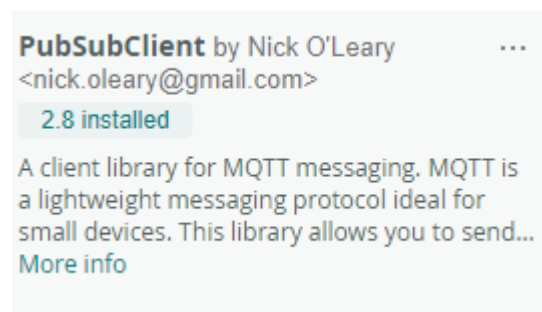 PubSubClient by Nick O'Leary ...
<nick.oleary@gmail.com>
2.8 installed
A client library for MQTT messaging. MQTT is
a lightweight messaging protocol ideal for
small devices. This library allows you to send...
More info